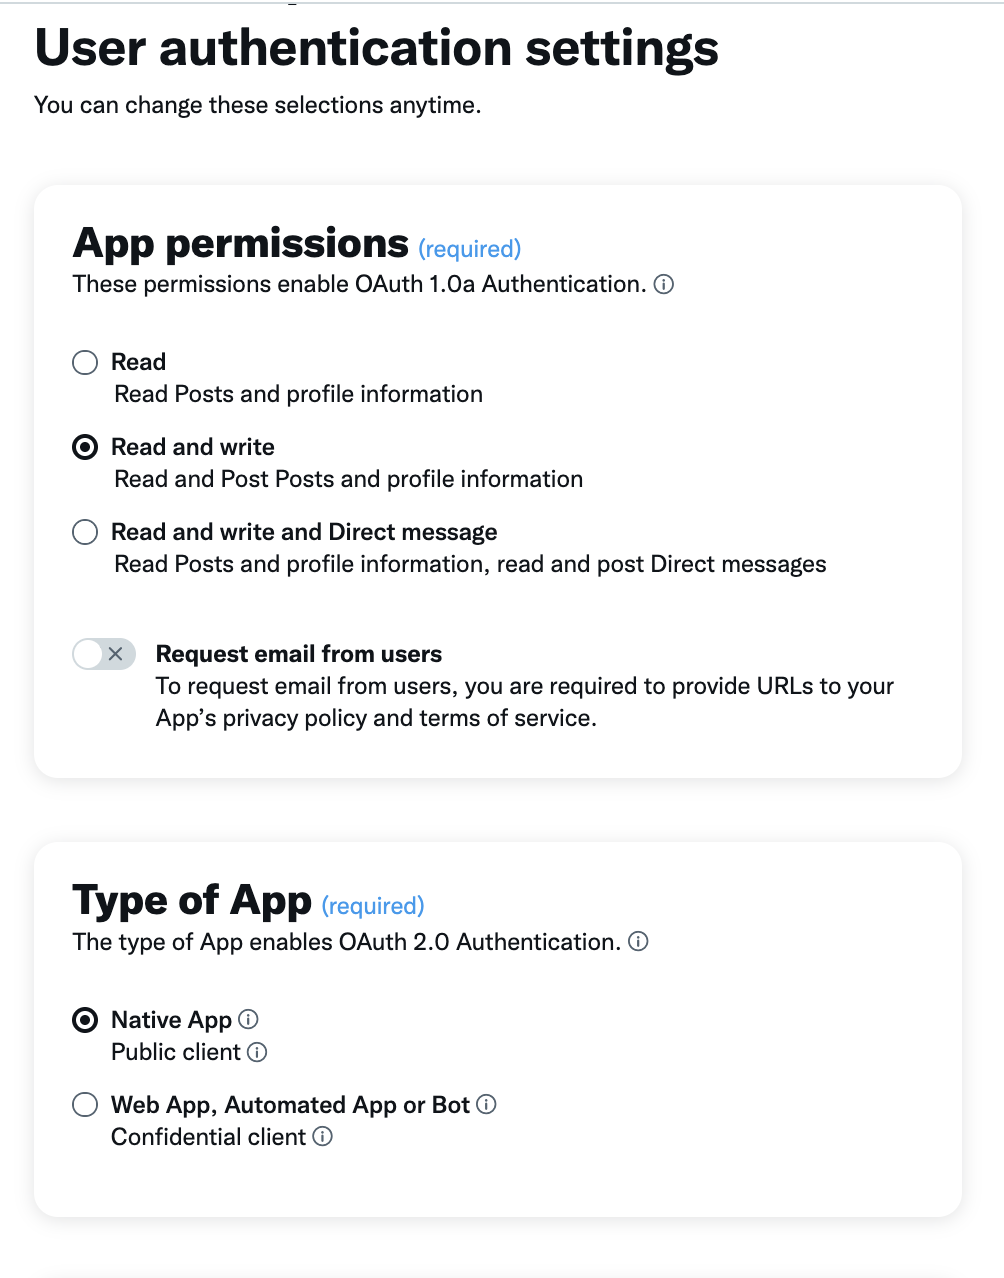 User authentication settings
You can change these selections anytime.
App permissions (required)
These permissions enable OAuth 1.0a Authentication.
Read
Read Posts and profile information
Read and write
Read and Post Posts and profile information
Read and write and Direct message
Read Posts and profile information, read and post Direct messages
Request email from users
To request email from users, you are required to provide URLs to your
App’s privacy policy and terms of service.
Type of App (required)
The type of App enables OAuth 2.0 Authentication.
Native App
Public client
Web App, Automated App or Bot
Confidential client